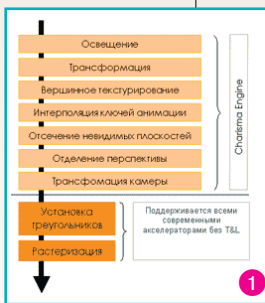 Освещение
Трансформация
Вершинное текстурирование
Интерполяция ключей анимации
Отсечение невидимых плоскостей
Отделение перспективы
Трансфомация камеры
Charisma Engine
Установка
треугольников
Растеризация
Поддерживается всеми
современными
акселераторами без T&L
1